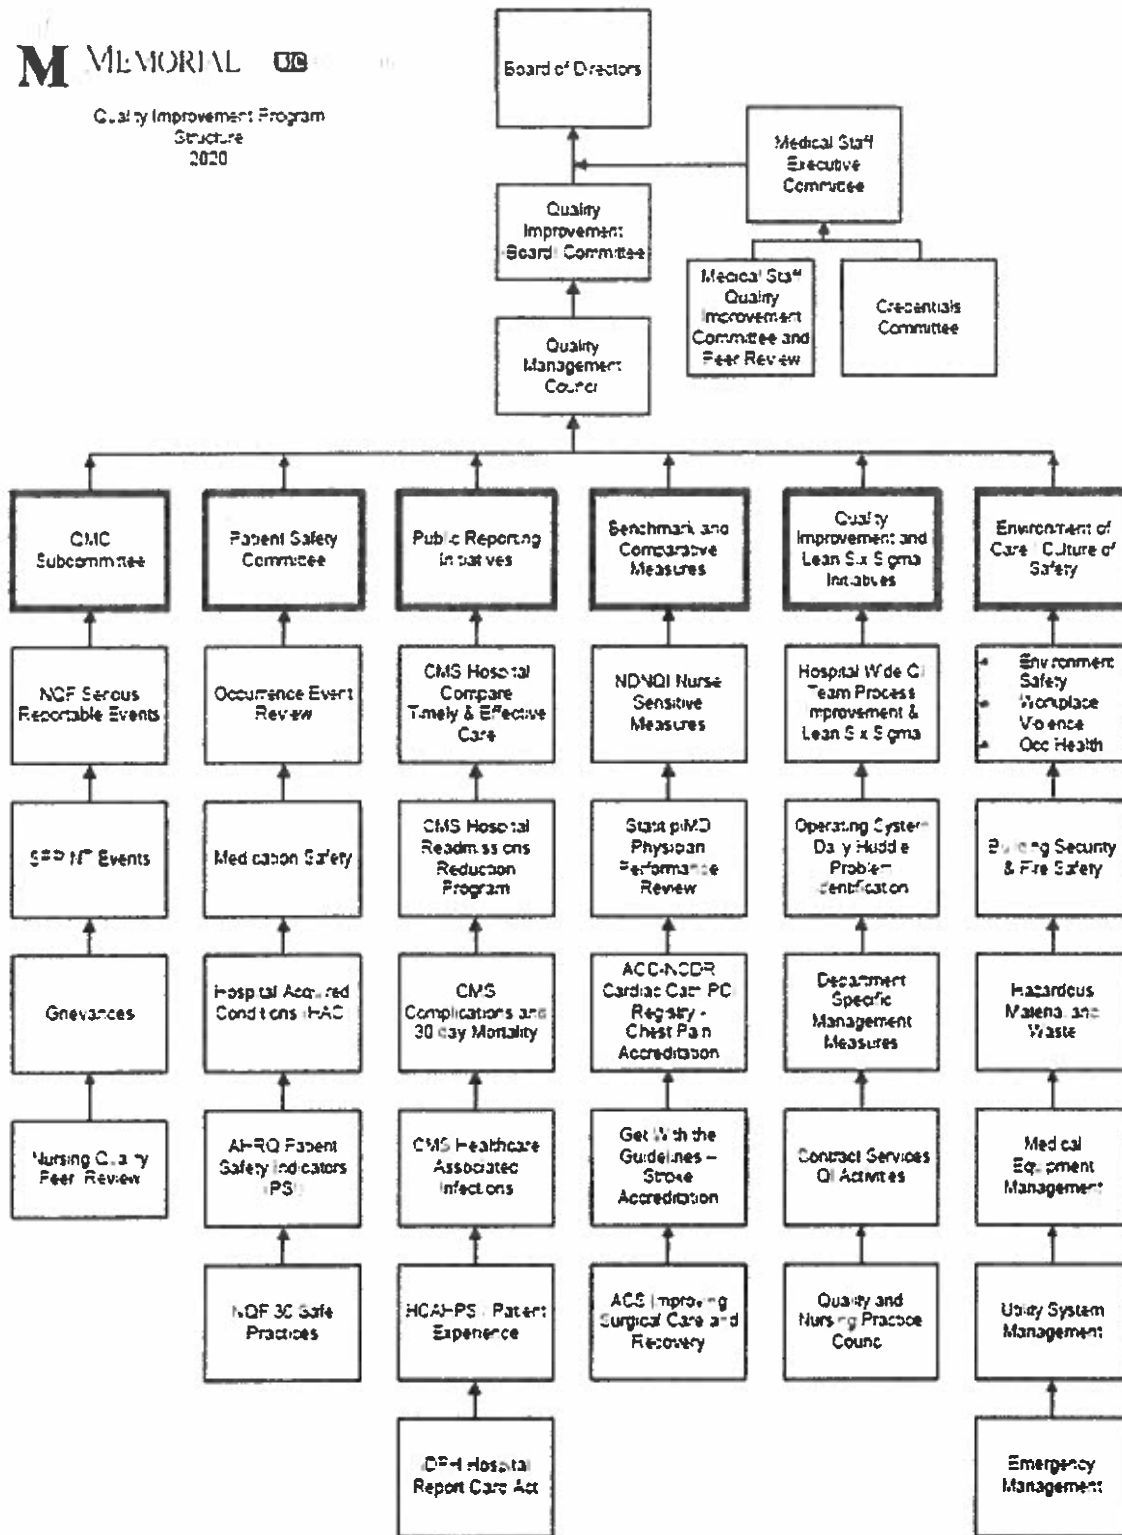 M MEMORIAL
Quality Improvement Program
Structure
2020
Board of Directors
Medical Staff
Executive
Committee
Quality
Improvement
Board Committee
Medical Staff
Quality
Improvement
Committee and
Peer Review
Credentials
Committee
Quality
Management
Council
QMC
Subcommittee
Patient Safety
Committee
Public Reporting
Initiatives
Benchmark and
Comparative
Measures
Quality
Improvement and
Lean Six Sigma
Initiatives
Environment of
Care / Culture of
Safety
NQF Serious
Reportable Events
Occurrence Event
Review
CMS Hospital
Compare
Timely & Effective
Care
NDNQI Nurse
Sensitive
Measures
Hospital Wide QI
Team Process
Improvement &
Lean Six Sigma
Environment
Safety
Workplace
Violence
Occ Health
Events
Medication Safety
CMS Hospital
Readmissions
Reduction
Program
Physician
Performance
Review
Operating System
Daily Huddle
Problem
Identification
Building Security
& Fire Safety
Grievances
Hospital Acquired
Conditions (HAC)
CMS
Complications and
30 day Mortality
ACC-NCDR
Cardiac Cath PCI
Registry -
Chest Pain
Accreditation
Department
Specific
Management
Measures
Hazardous
Material and
Waste
Nursing Quality
Peer Review
AHRQ Patient
Safety Indicators
(PSI)
CMS Healthcare
Associated
Infections
Get With the
Guidelines –
Stroke
Accreditation
Contract Services
QI Activities
Medical
Equipment
Management
NQF 30 Safe
Practices
HCAHPS Patient
Experience
ACS Improving
Surgical Care and
Recovery
Quality and
Nursing Practice
Council
Utility System
Management
IDPH Hospital
Report Card Act
Emergency
Management